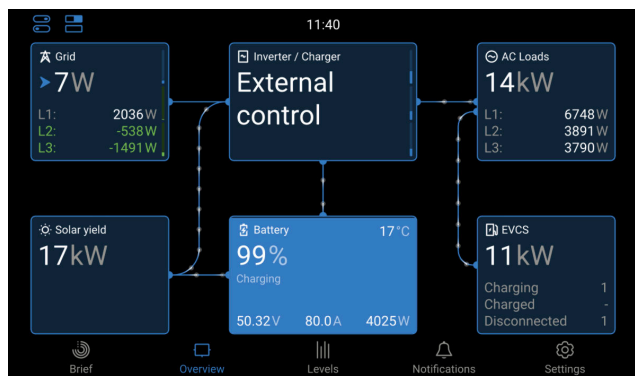 11:40
Grid
7W
L1: 2036W
L2: -538W
L3: -1491W
Inverter / Charger
External
control
AC Loads
14kW
L1: 6748W
L2: 3891W
L3: 3790W
Solar yield
17kW
Battery 17°C
99%
Charging
50.32V 80.0A 4025W
EVCS
11kW
Charging 1
Charged -
Disconnected 1
Brief Overview Levels Notifications Settings